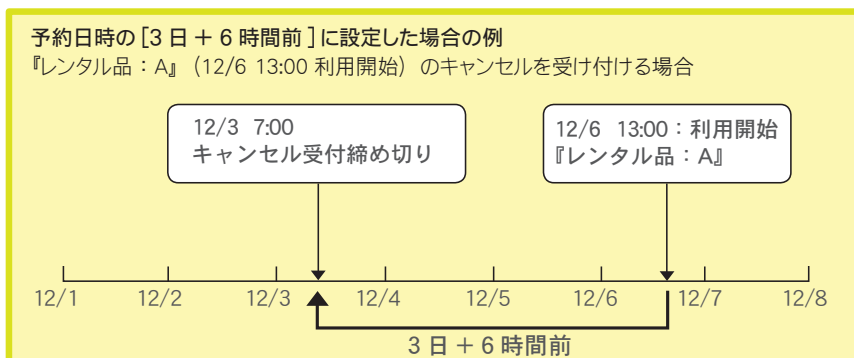 予約日時の [3 日 + 6 時間前 ] に設定した場合の例
『レンタル品：A』 (12/6 13:00 利用開始) のキャンセルを受け付ける場合
12/3 7:00
キャンセル受付締め切り
12/6 13:00：利用開始
『レンタル品：A』
12/1 12/2 12/3 12/4 12/5 12/6 12/7 12/8
3 日 + 6 時間前